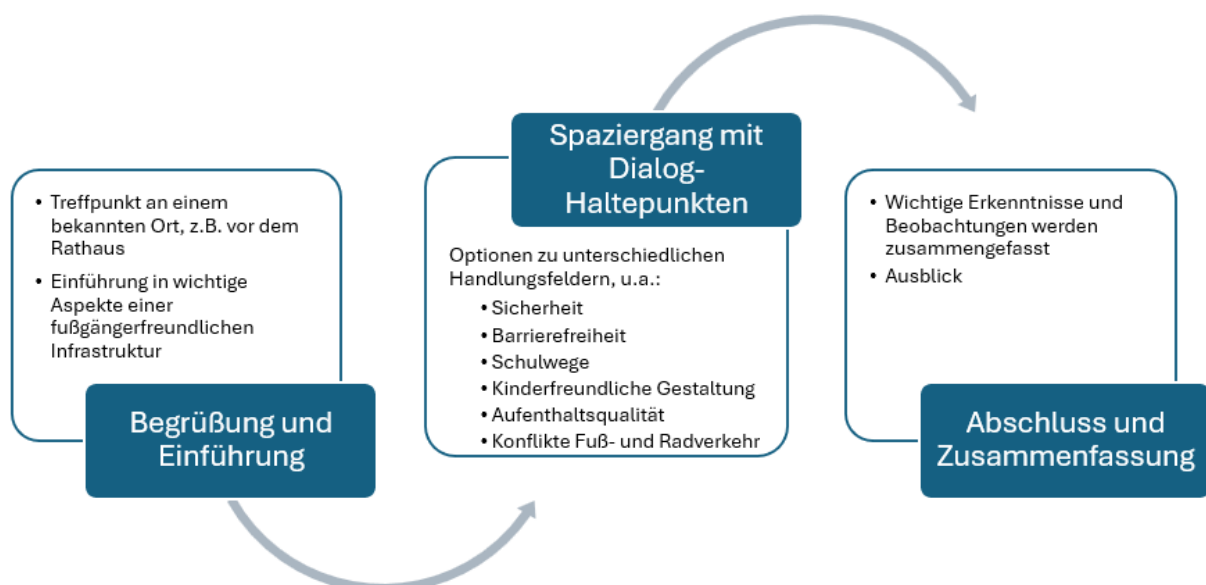 • Treffpunkt an einem
bekannten Ort, z.B. vor dem
Rathaus
• Einführung in wichtige
Aspekte einer
fußgängerfreundlichen
Infrastruktur
Begrüßung und
Einführung
Spaziergang mit
Dialog-
Haltepunkten
Optionen zu unterschiedlichen
Handlungsfeldern, u.a.:
• Sicherheit
• Barrierefreiheit
• Schulwege
• Kinderfreundliche Gestaltung
• Aufenthaltsqualität
• Konflikte Fuß- und Radverkehr
• Wichtige Erkenntnisse und
Beobachtungen werden
zusammengefasst
• Ausblick
Abschluss und
Zusammenfassung